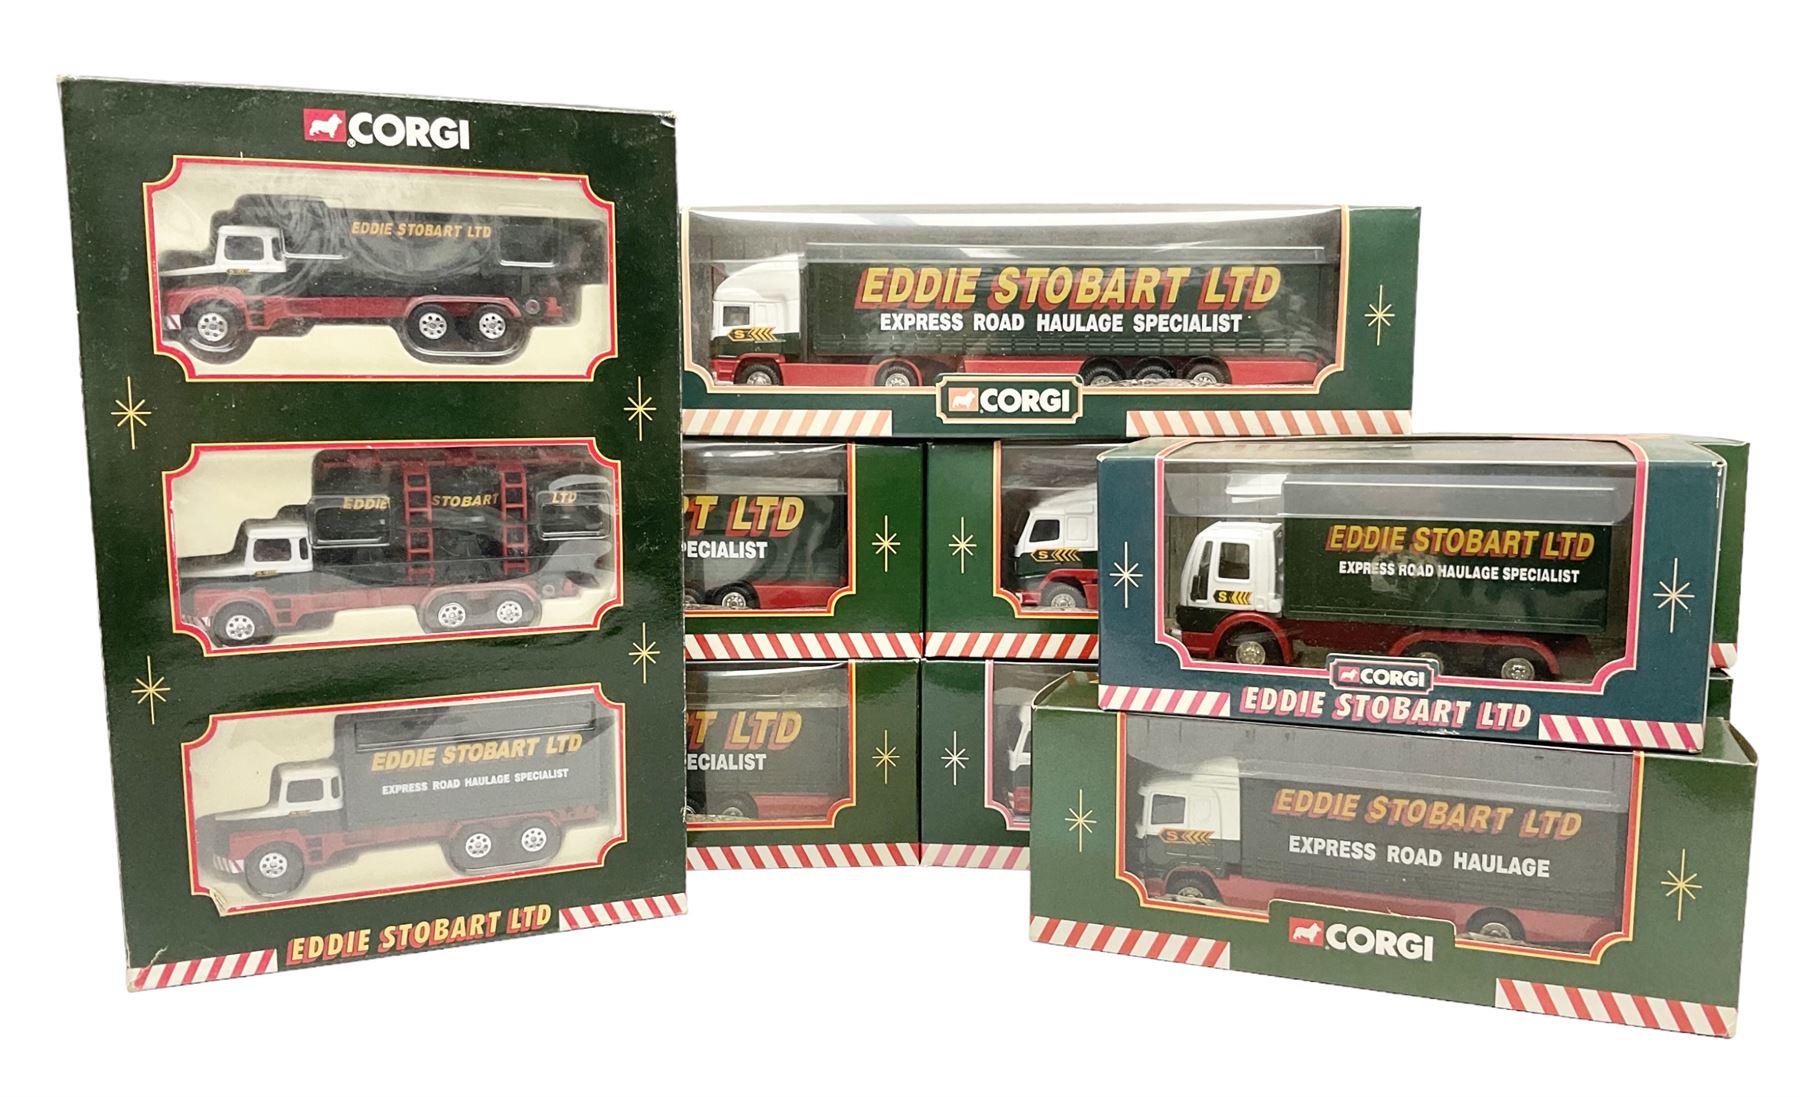 CORGI
EDDIE STOBART LTD
EDDIE STOBART LTD
EDDIE STOBART LTD
EXPRESS ROAD HAULAGE SPECIALIST
EDDIE STOBART LTD
EDDIE STOBART LTD
EXPRESS ROAD HAULAGE SPECIALIST
S
CORGI
T LTD
PECIALIST
S
T LTD
PECIALIST
EDDIE STOBART LTD
EXPRESS ROAD HAULAGE SPECIALIST
S
CORGI
EDDIE STOBART LTD
EDDIE STOBART LTD
EXPRESS ROAD HAULAGE
S
CORGI